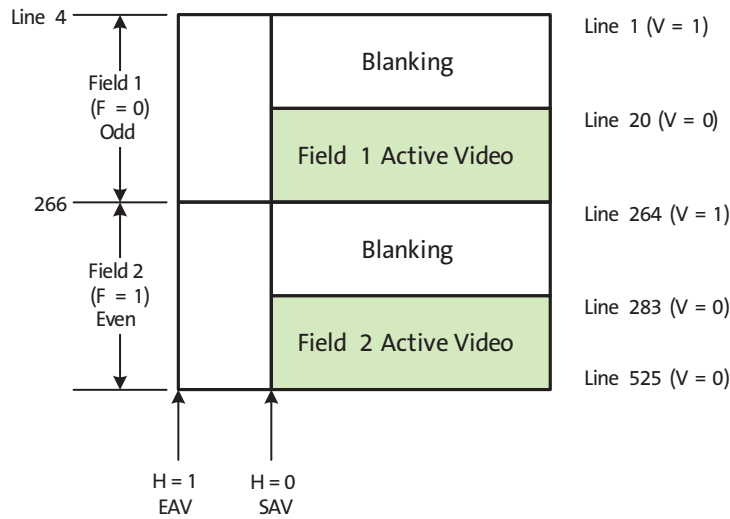 Line 4
Line 1 (V = 1)
Field 1
(F = 0)
Odd
Blanking
Line 20 (V = 0)
Field 1 Active Video
266
Line 264 (V = 1)
Field 2
(F = 1)
Even
Blanking
Line 283 (V = 0)
Field 2 Active Video
Line 525 (V = 0)
H = 1
EAV
H = 0
SAV